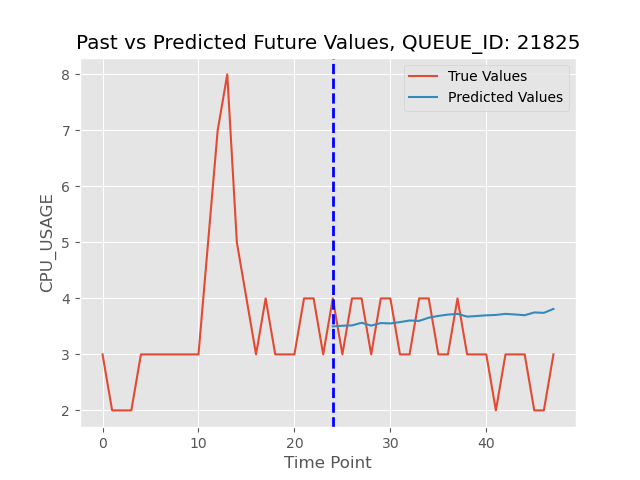 Past vs Predicted Future Values, QUEUE_ID: 21825
True Values
Predicted Values
8
7
6
5
4
3
2
CPU_USAGE
0 10 20 30 40
Time Point